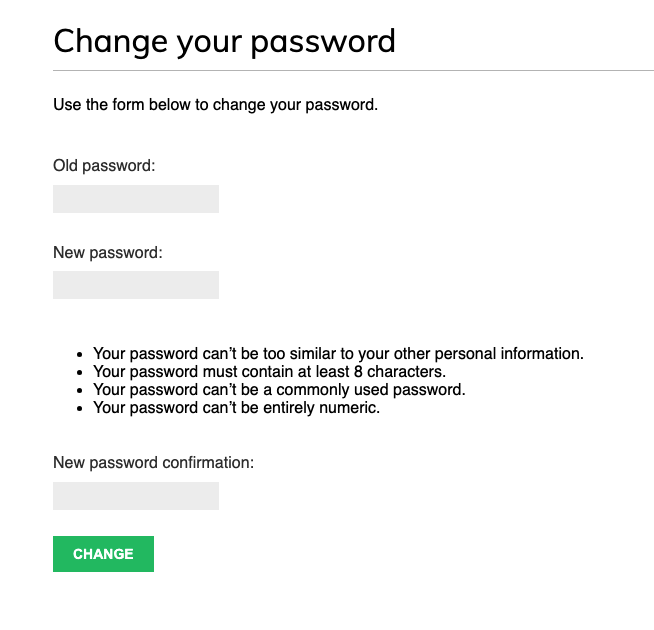 Change your password
Use the form below to change your password.
Old password:
New password:
• Your password can’t be too similar to your other personal information.
• Your password must contain at least 8 characters.
• Your password can’t be a commonly used password.
• Your password can’t be entirely numeric.
New password confirmation:
CHANGE